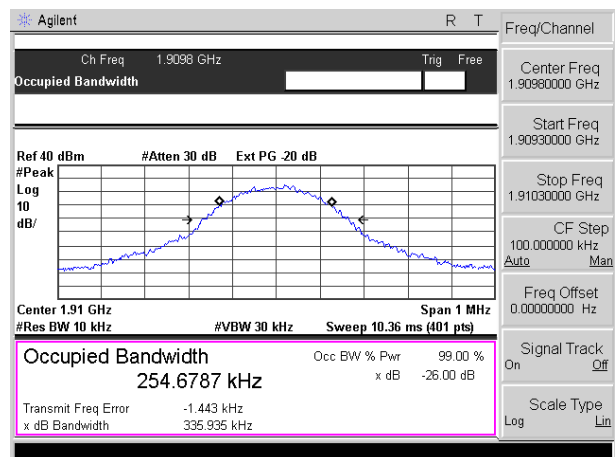 Agilent R T
Ch Freq 1.9098 GHz Trig Free
Occupied Bandwidth
Ref 40 dBm #Atten 30 dB Ext PG -20 dB
#Peak
Log
10
dB/
Center 1.91 GHz Span 1 MHz
#Res BW 10 kHz #VBW 30 kHz Sweep 10.36 ms (401 pts)
Occupied Bandwidth Occ BW % Pwr 99.00 %
254.6787 kHz x dB -26.00 dB
Transmit Freq Error -1.443 kHz
x dB Bandwidth 335.935 kHz
Freq/Channel
Center Freq
1.90980000 GHz
Start Freq
1.90930000 GHz
Stop Freq
1.91030000 GHz
CF Step
100.000000 kHz
Auto Man
Freq Offset
0.00000000 Hz
Signal Track
On Off
Scale Type
Log Lin